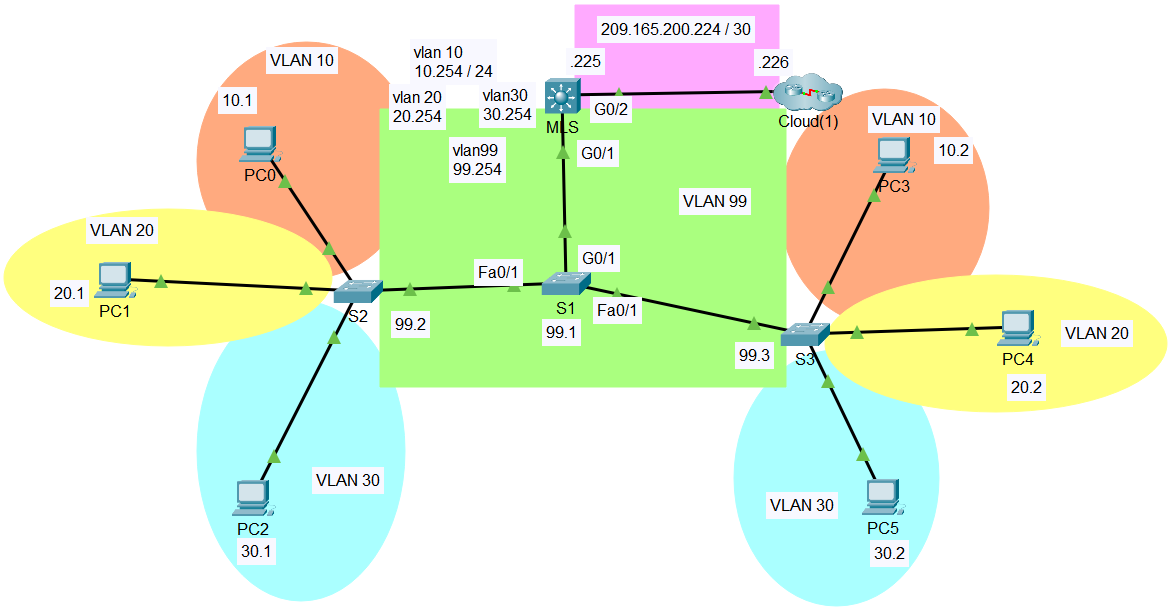 209.165.200.224 / 30
vlan 10
10.254 / 24
.225
.226
VLAN 10
10.1
vlan 20
20.254
vlan30
30.254
G0/2
MLS
Cloud(1)
VLAN 10
10.2
vlan99
99.254
G0/1
PC0
PC3
VLAN 99
VLAN 20
20.1
PC1
Fa0/1
G0/1
S2
99.2
S1
99.1
Fa0/1
99.3
S3
VLAN 20
PC4
20.2
VLAN 30
PC2
30.1
VLAN 30
PC5
30.2